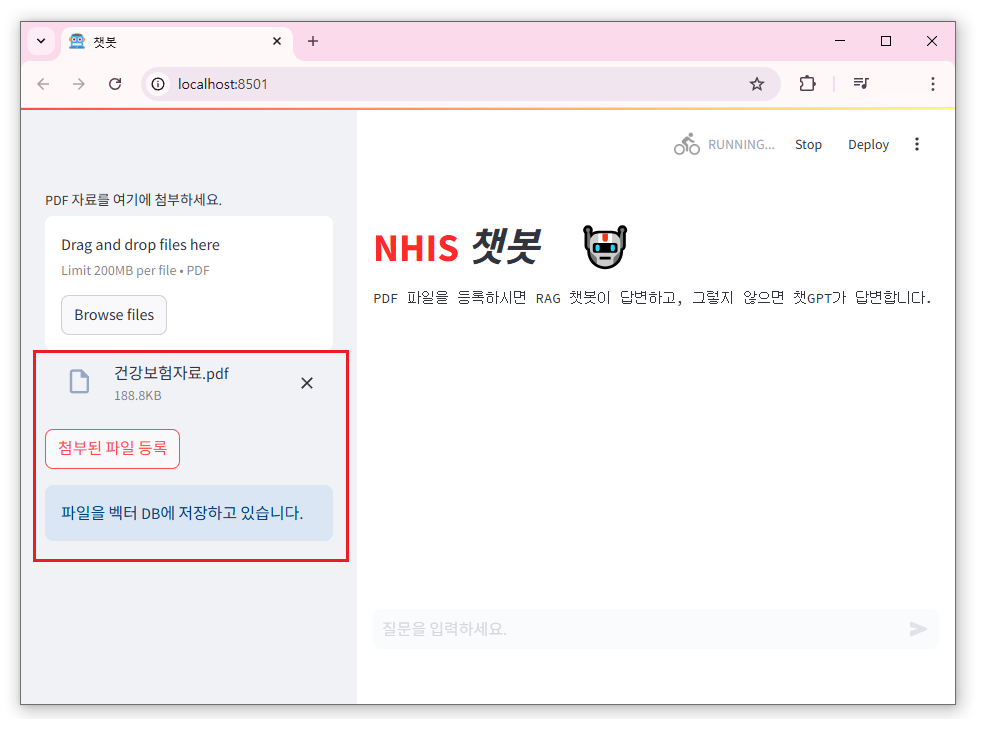 챗봇
localhost:8501
RUNNING...
Stop
Deploy
PDF 자료를 여기에 첨부하세요.
Drag and drop files here
Limit 200MB per file • PDF
Browse files
건강보험자료.pdf
188.8KB
첨부된 파일 등록
파일을 벡터 DB에 저장하고 있습니다.
NHIS 챗봇
PDF 파일을 등록하시면 RAG 챗봇이 답변하고, 그렇지 않으면 챗GPT가 답변합니다.
질문을 입력하세요.